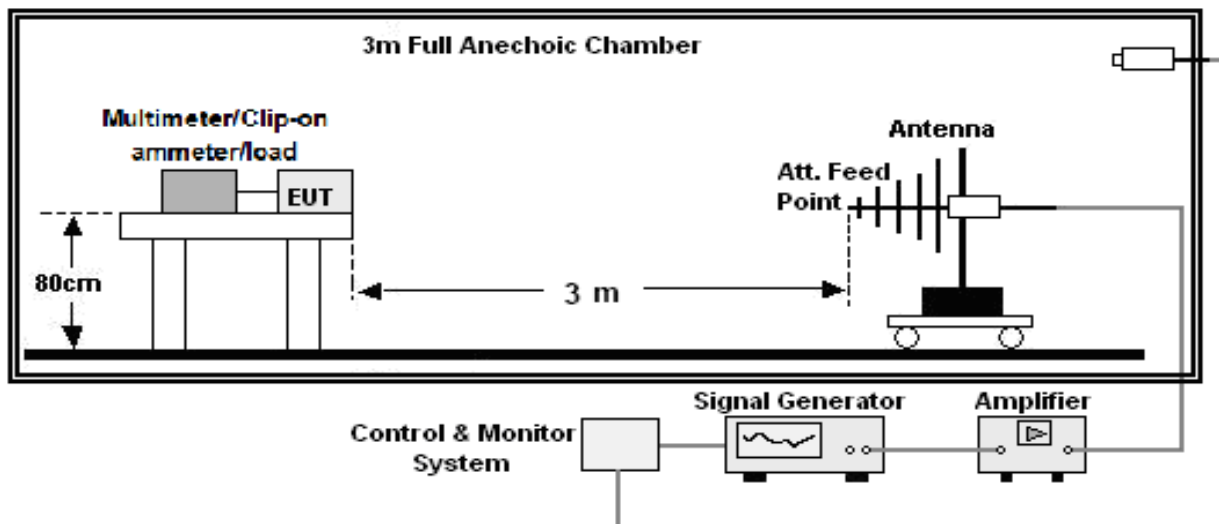 3m Full Anechoic Chamber
Multimeter/Clip-on
ammeter/load
EUT
80cm
3 m
Antenna
Att. Feed
Point
Signal Generator
Amplifier
Control & Monitor
System